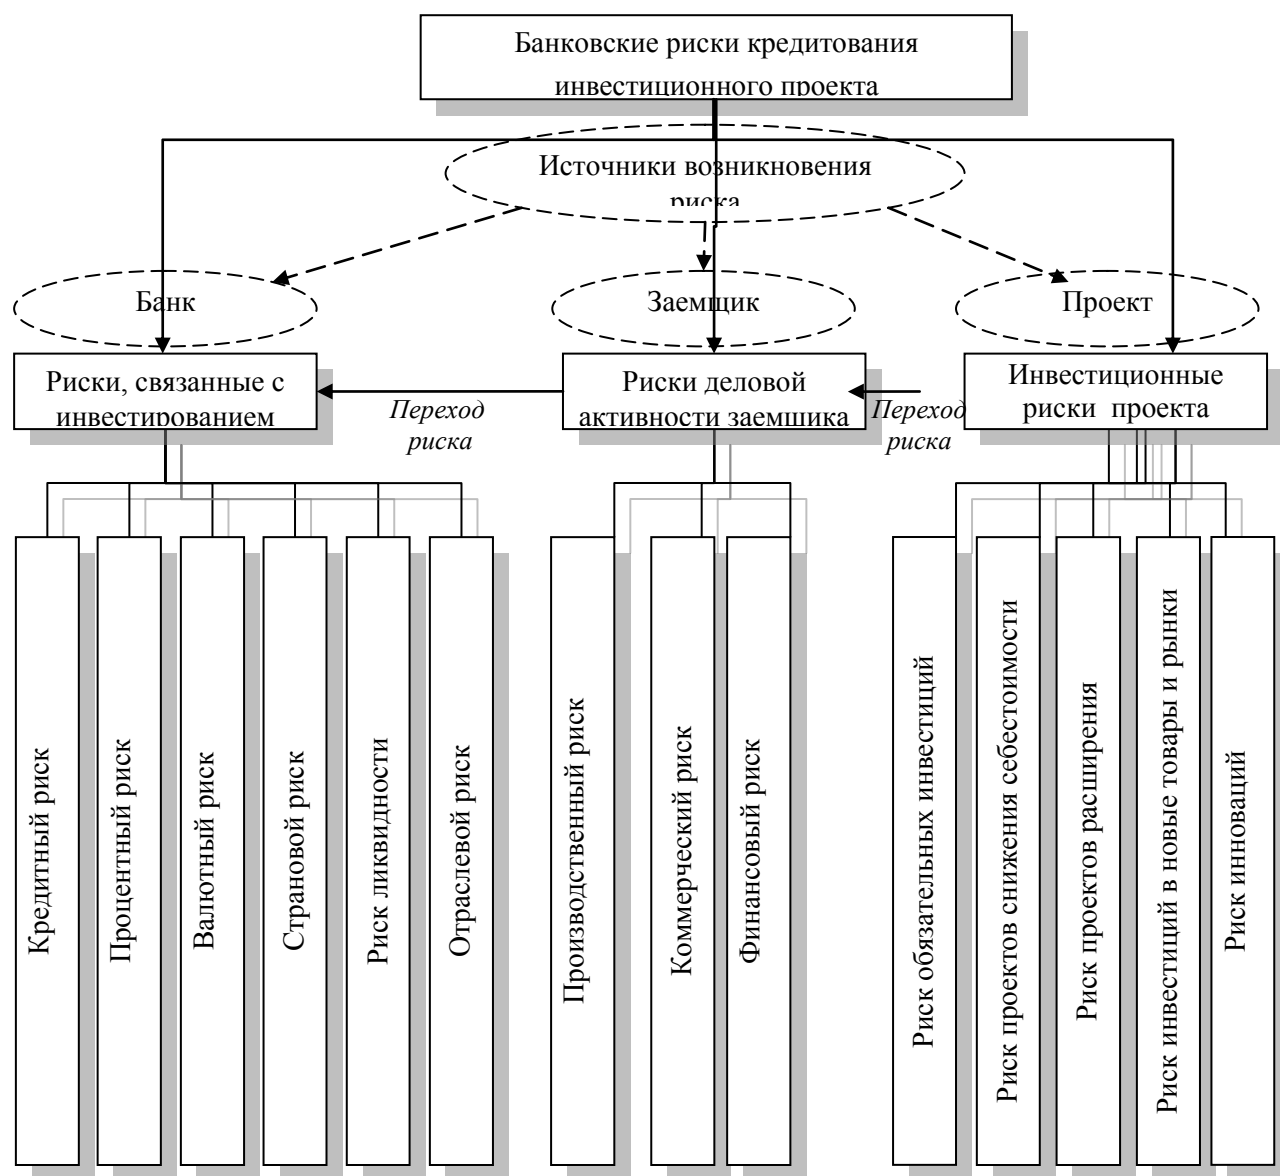 Банковские риски кредитования
инвестиционного проекта
Источники возникновения
риска
Банк
Заемщик
Проект
Риски, связанные с
инвестированием
Переход
риска
Риски деловой
активности заемщика
Переход
риска
Инвестиционные
риски проекта
Кредитный риск
Процентный риск
Валютный риск
Страновой риск
Риск ликвидности
Отраслевой риск
Производственный риск
Коммерческий риск
Финансовый риск
Риск обязательных инвестиций
Риск проектов снижения себестоимости
Риск проектов расширения
Риск инвестиций в новые товары и рынки
Риск инноваций